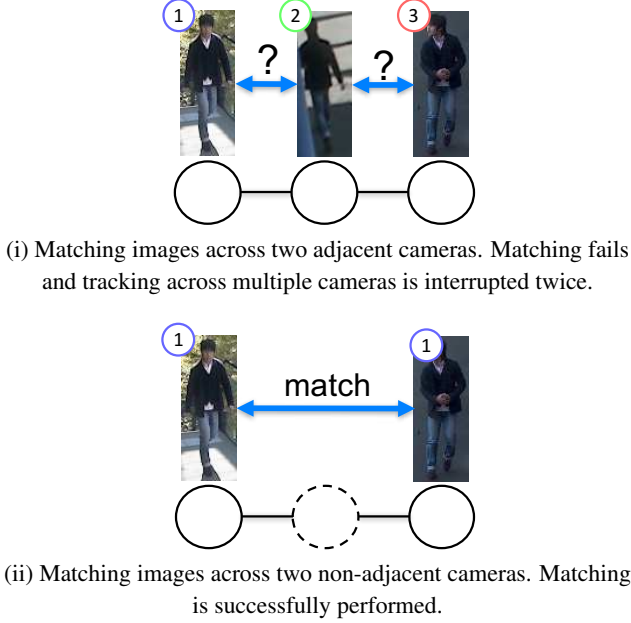 1 2 3
? ?
(i) Matching images across two adjacent cameras. Matching fails
and tracking across multiple cameras is interrupted twice.
1 1
match
(ii) Matching images across two non-adjacent cameras. Matching
is successfully performed.